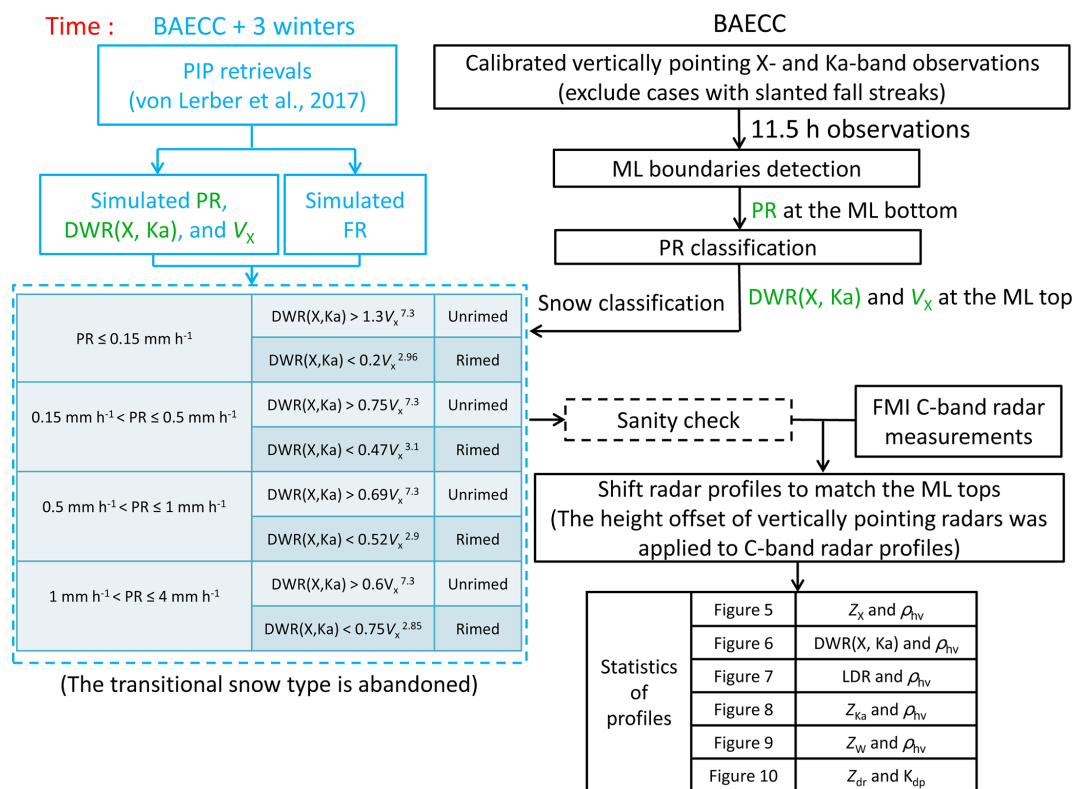 Time : BAECC + 3 winters
PIP retrievals
(von Lerber et al., 2017)
Simulated PR,
DWR(X, Ka), and Vₓ
Simulated
FR
PR ≤ 0.15 mm h⁻¹
DWR(X,Ka) > 1.3Vₓ⁷·³ Unrimed
DWR(X,Ka) < 0.2Vₓ²·⁹⁶ Rimed
0.15 mm h⁻¹ < PR ≤ 0.5 mm h⁻¹
DWR(X,Ka) > 0.75Vₓ⁷·³ Unrimed
DWR(X,Ka) < 0.47Vₓ³·¹ Rimed
0.5 mm h⁻¹ < PR ≤ 1 mm h⁻¹
DWR(X,Ka) > 0.69Vₓ⁷·³ Unrimed
DWR(X,Ka) < 0.52Vₓ²·⁹ Rimed
1 mm h⁻¹ < PR ≤ 4 mm h⁻¹
DWR(X,Ka) > 0.6Vₓ⁷·³ Unrimed
DWR(X,Ka) < 0.75Vₓ²·⁸⁵ Rimed
(The transitional snow type is abandoned)
BAECC
Calibrated vertically pointing X- and Ka-band observations
(exclude cases with slanted fall streaks)
11.5 h observations
ML boundaries detection
PR at the ML bottom
PR classification
Snow classification
DWR(X, Ka) and Vₓ at the ML top
Sanity check
FMI C-band radar
measurements
Shift radar profiles to match the ML tops
(The height offset of vertically pointing radars was
applied to C-band radar profiles)
Statistics
of
profiles
Figure 5 Z_X and ρ_hv
Figure 6 DWR(X, Ka) and ρ_hv
Figure 7 LDR and ρ_hv
Figure 8 Z_Ka and ρ_hv
Figure 9 Z_W and ρ_hv
Figure 10 Z_dr and K_dp